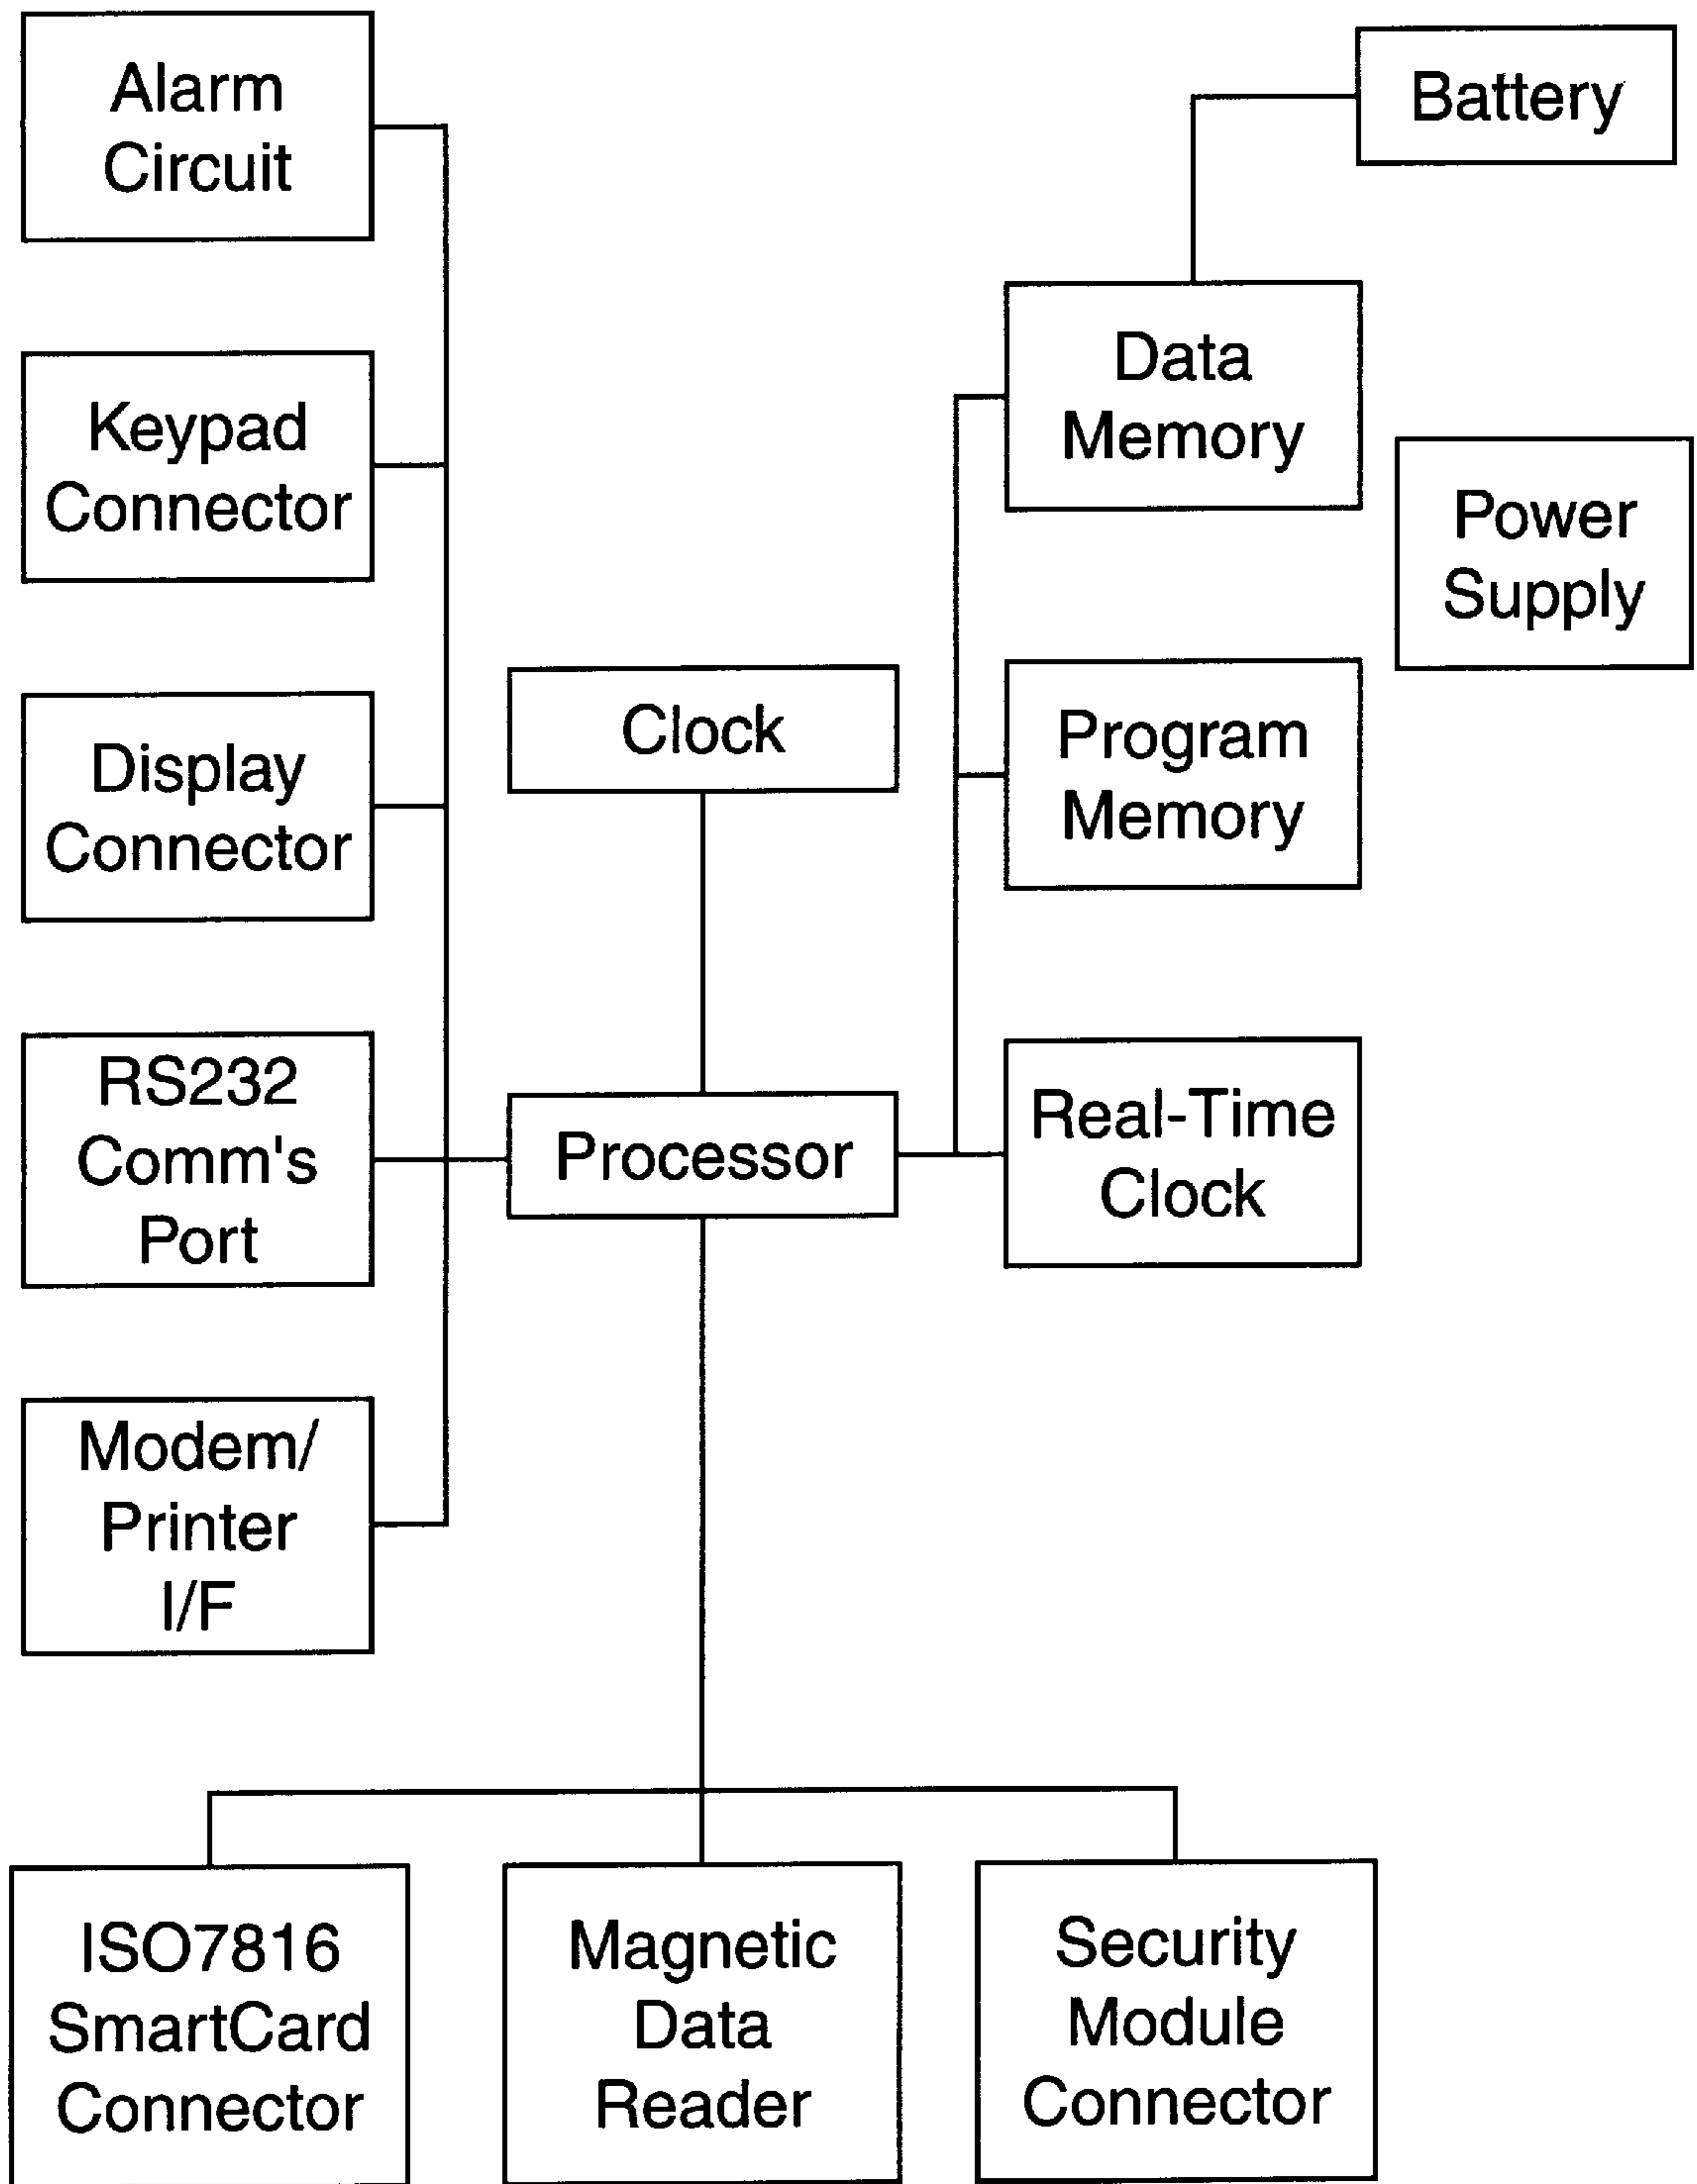 Alarm
Circuit
Battery
Data
Memory
Keypad
Connector
Power
Supply
Clock
Program
Memory
Display
Connector
RS232
Comm's
Port
Processor
Real-Time
Clock
Modem/
Printer
I/F
ISO7816
SmartCard
Connector
Magnetic
Data
Reader
Security
Module
Connector